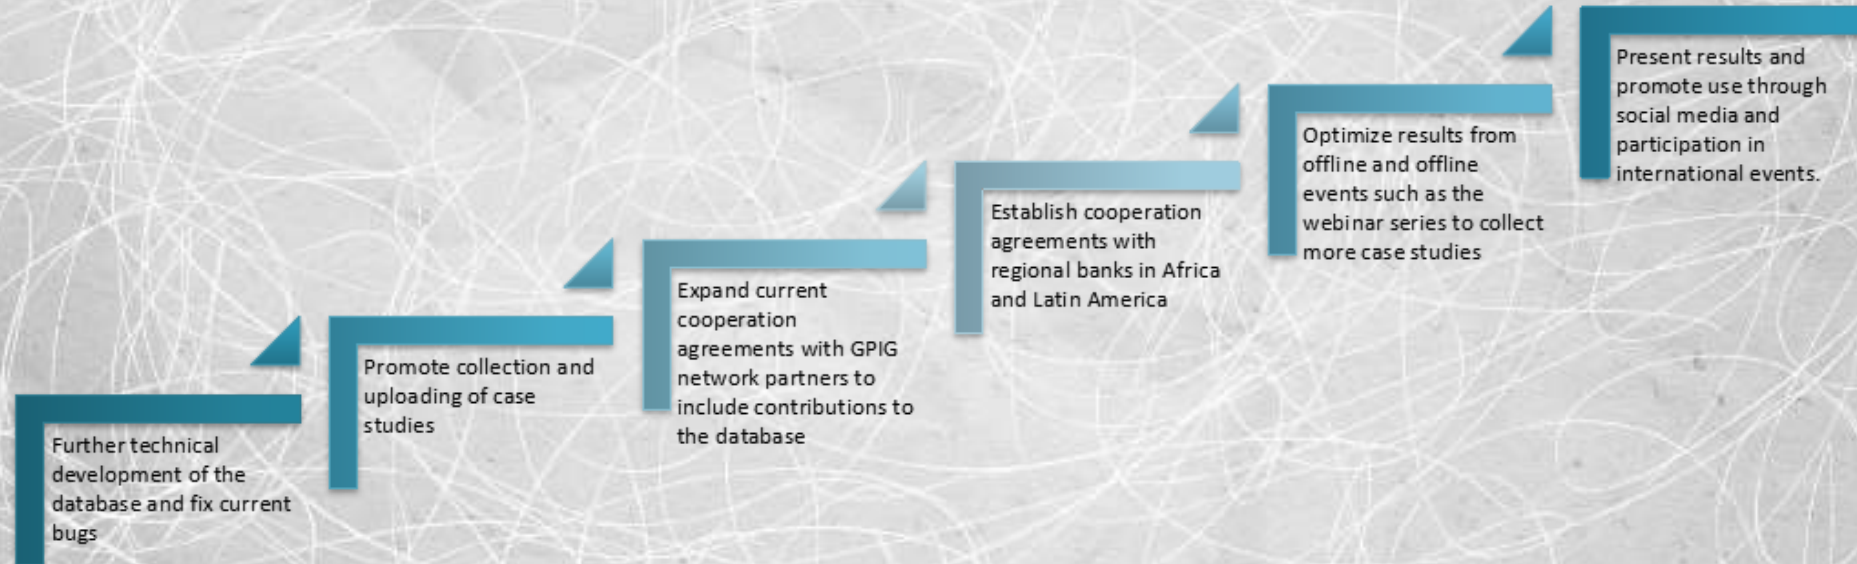 Further technical
development of the
database and fix current
bugs
Promote collection and
uploading of case
studies
Expand current
cooperation
agreements with GPIG
network partners to
include contributions to
the database
Establish cooperation
agreements with
regional banks in Africa
and Latin America
Optimize results from
offline and offline
events such as the
webinar series to collect
more case studies
Present results and
promote use through
social media and
participation in
international events.